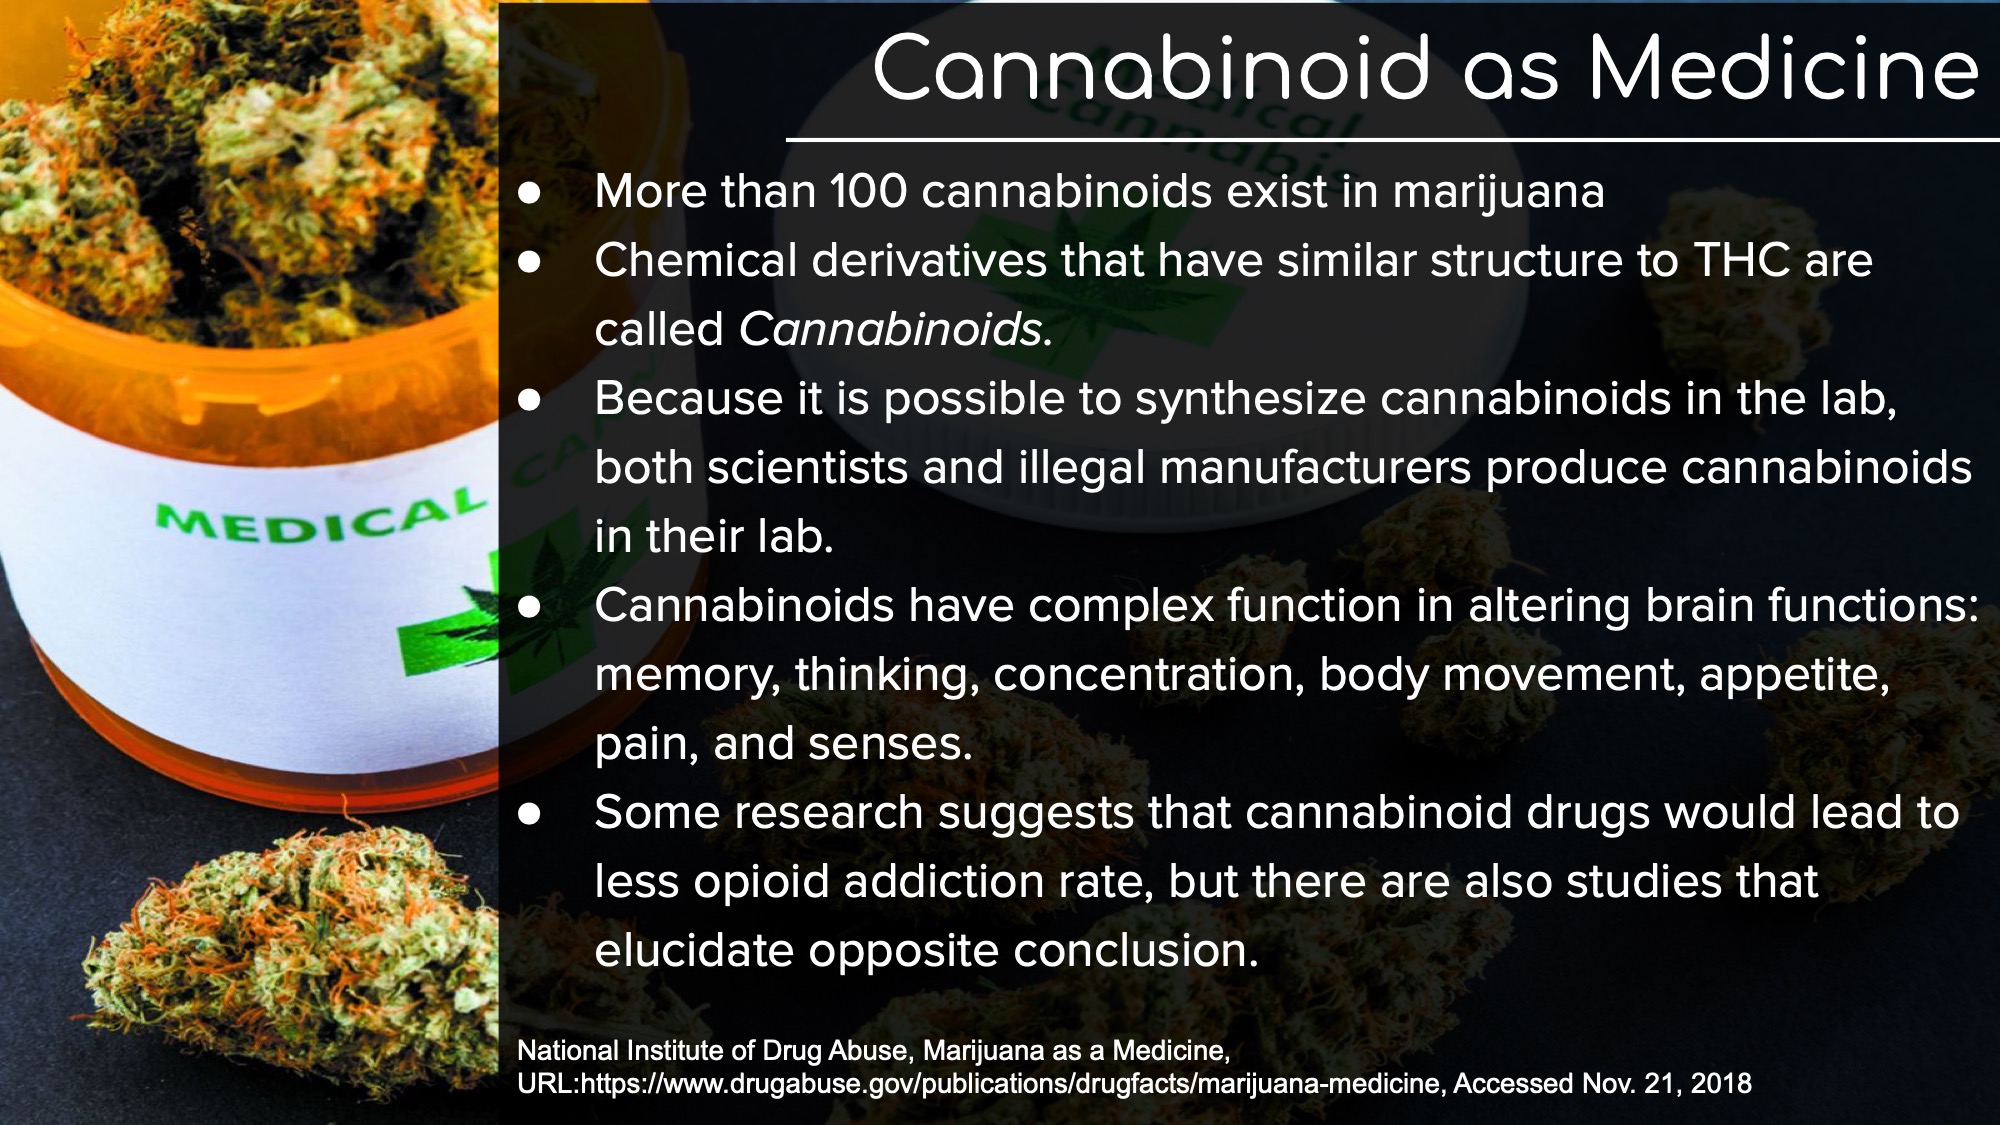 Cannabinoid as Medicine
● More than 100 cannabinoids exist in marijuana
● Chemical derivatives that have similar structure to THC are
called Cannabinoids.
● Because it is possible to synthesize cannabinoids in the lab,
both scientists and illegal manufacturers produce cannabinoids
in their lab.
● Cannabinoids have complex function in altering brain functions:
memory, thinking, concentration, body movement, appetite,
pain, and senses.
● Some research suggests that cannabinoid drugs would lead to
less opioid addiction rate, but there are also studies that
elucidate opposite conclusion.
National Institute of Drug Abuse, Marijuana as a Medicine,
URL:https://www.drugabuse.gov/publications/drugfacts/marijuana-medicine, Accessed Nov. 21, 2018
MEDICAL CAN
Medical
Cannabis